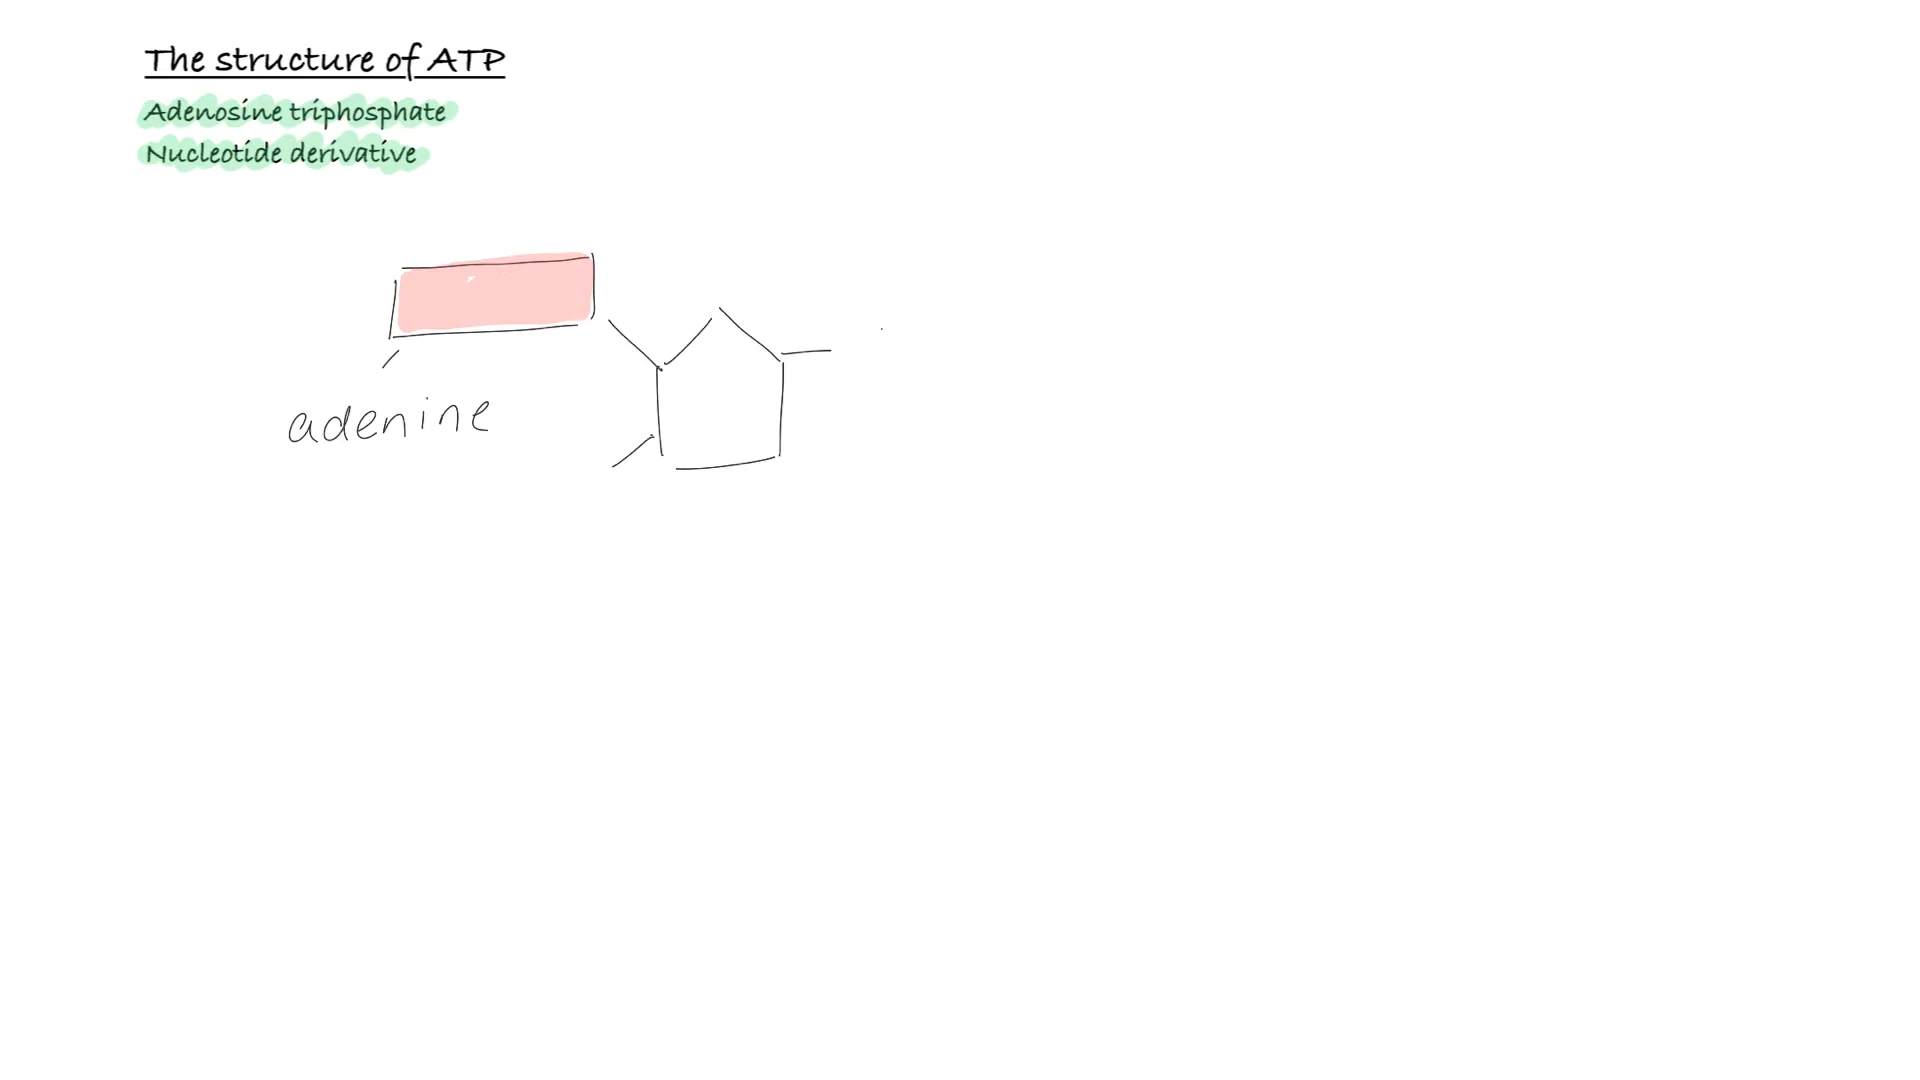 The structure of ATP
Adenosine triphosphate
Nucleotide derivative
adenine